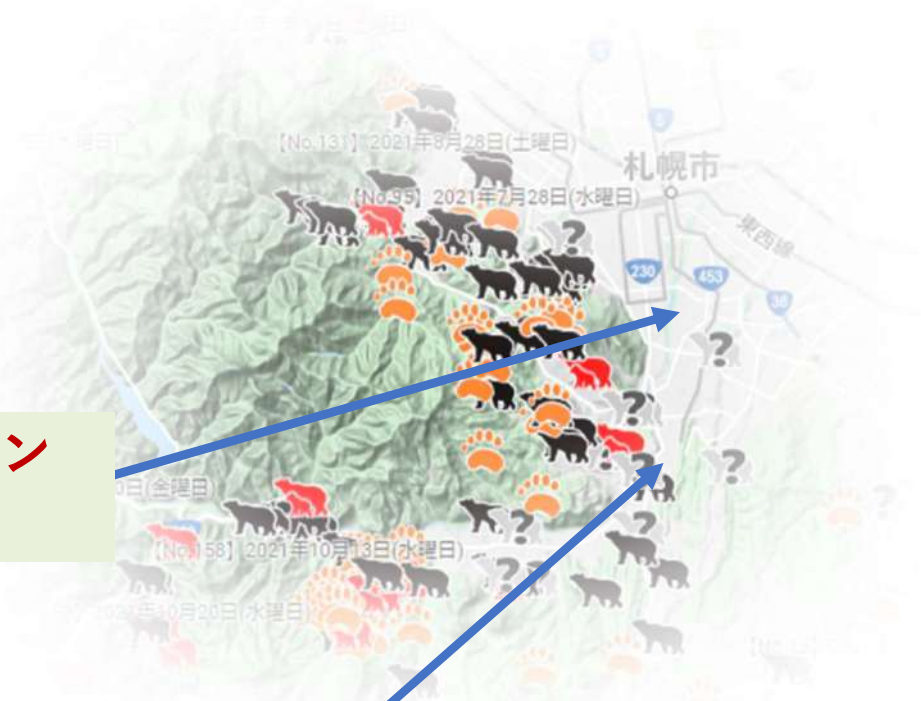 【No.131】2021年8月28日(土曜日)
札幌市
【No.95】2021年7月28日(水曜日)
?
東西線
5
230
453
36
?
?
ン
?
?
日(金曜日)
?
?
【No.158】2021年10月13日(水曜日)
?
年10月20日(水曜日)